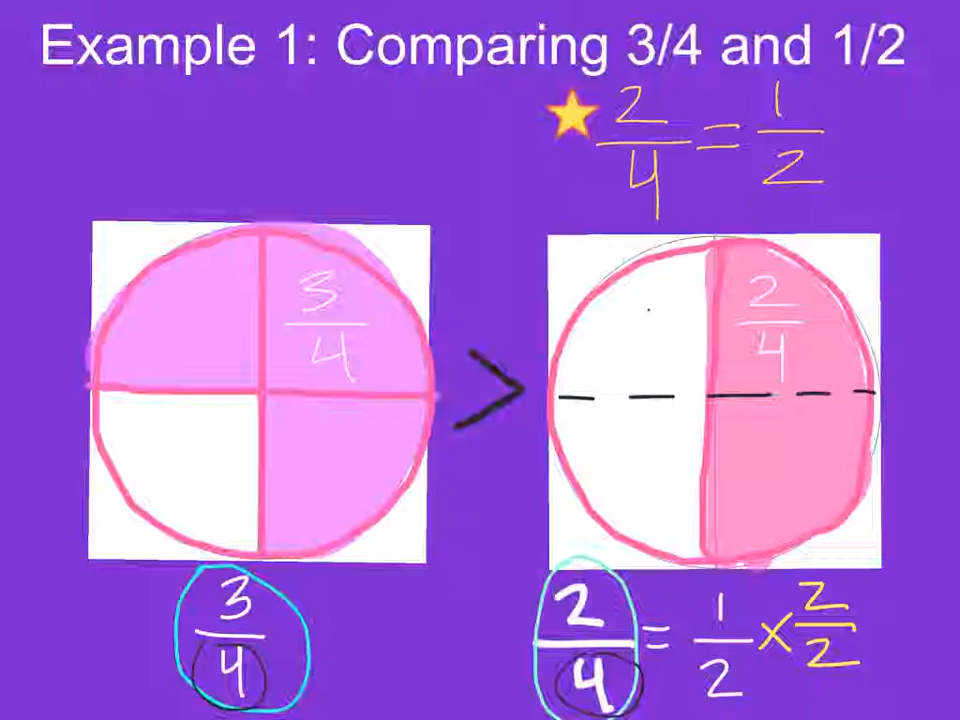 Example 1: Comparing 3/4 and 1/2
2/4 = 1/2
3/4
>
2/4
3/4
2/4 = 1/2 × 2/2